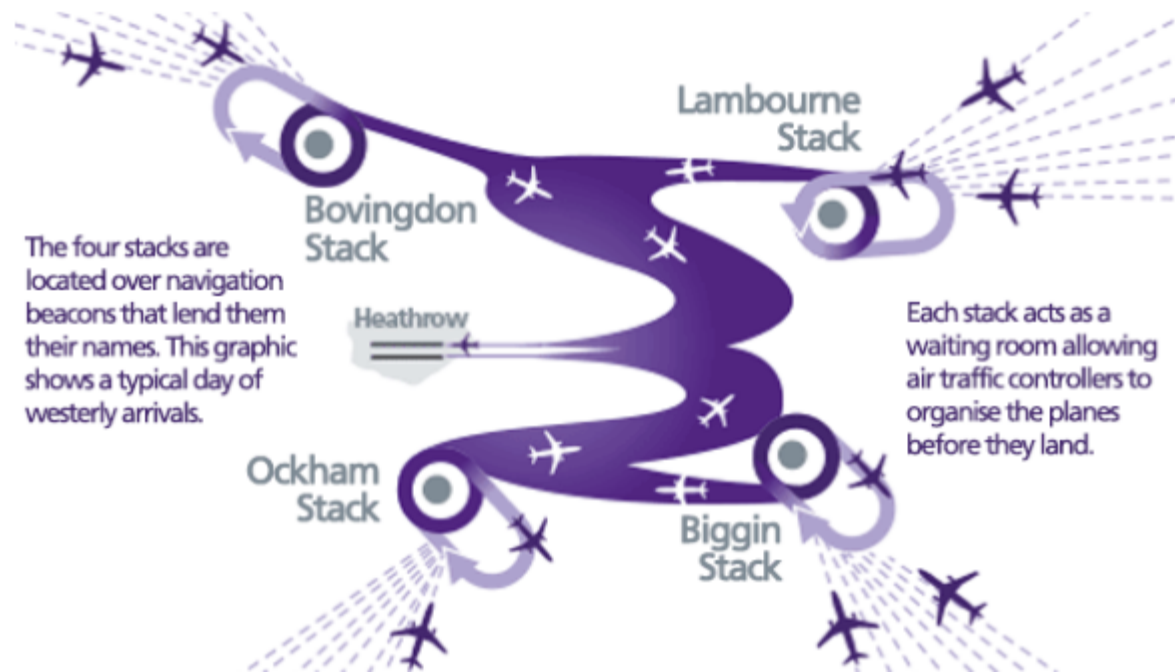 Lambourne
Stack
Bovingdon
Stack
The four stacks are
located over navigation
beacons that lend them
their names. This graphic
shows a typical day of
westerly arrivals.
Heathrow
Each stack acts as a
waiting room allowing
air traffic controllers to
organise the planes
before they land.
Ockham
Stack
Biggin
Stack